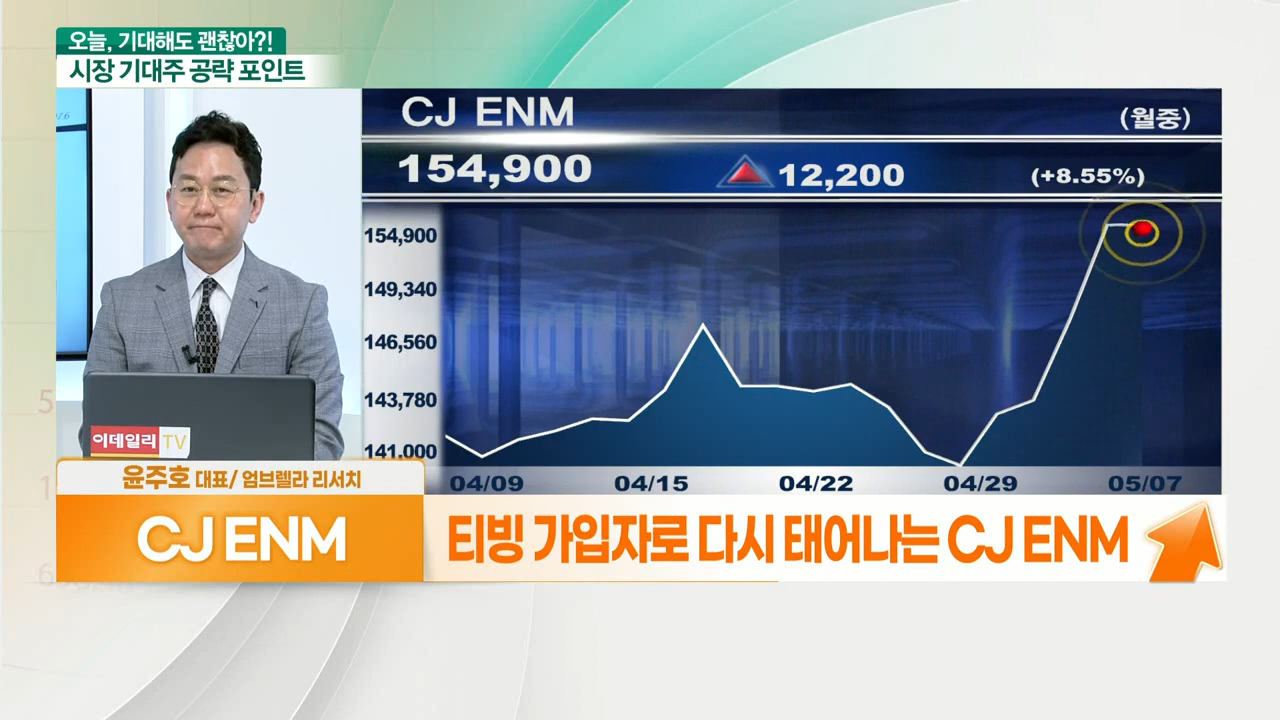 오늘, 기대해도 괜찮아?!
시장 기대주 공략 포인트
CJ ENM
(월중)
154,900
12,200
(+8.55%)
154,900
149,340
146,560
143,780
141,000
04/09
04/15
04/22
04/29
05/07
이데일리 TV
윤주호 대표/ 엄브렐라 리서치
CJ ENM
티빙 가입자로 다시 태어나는 CJ ENM